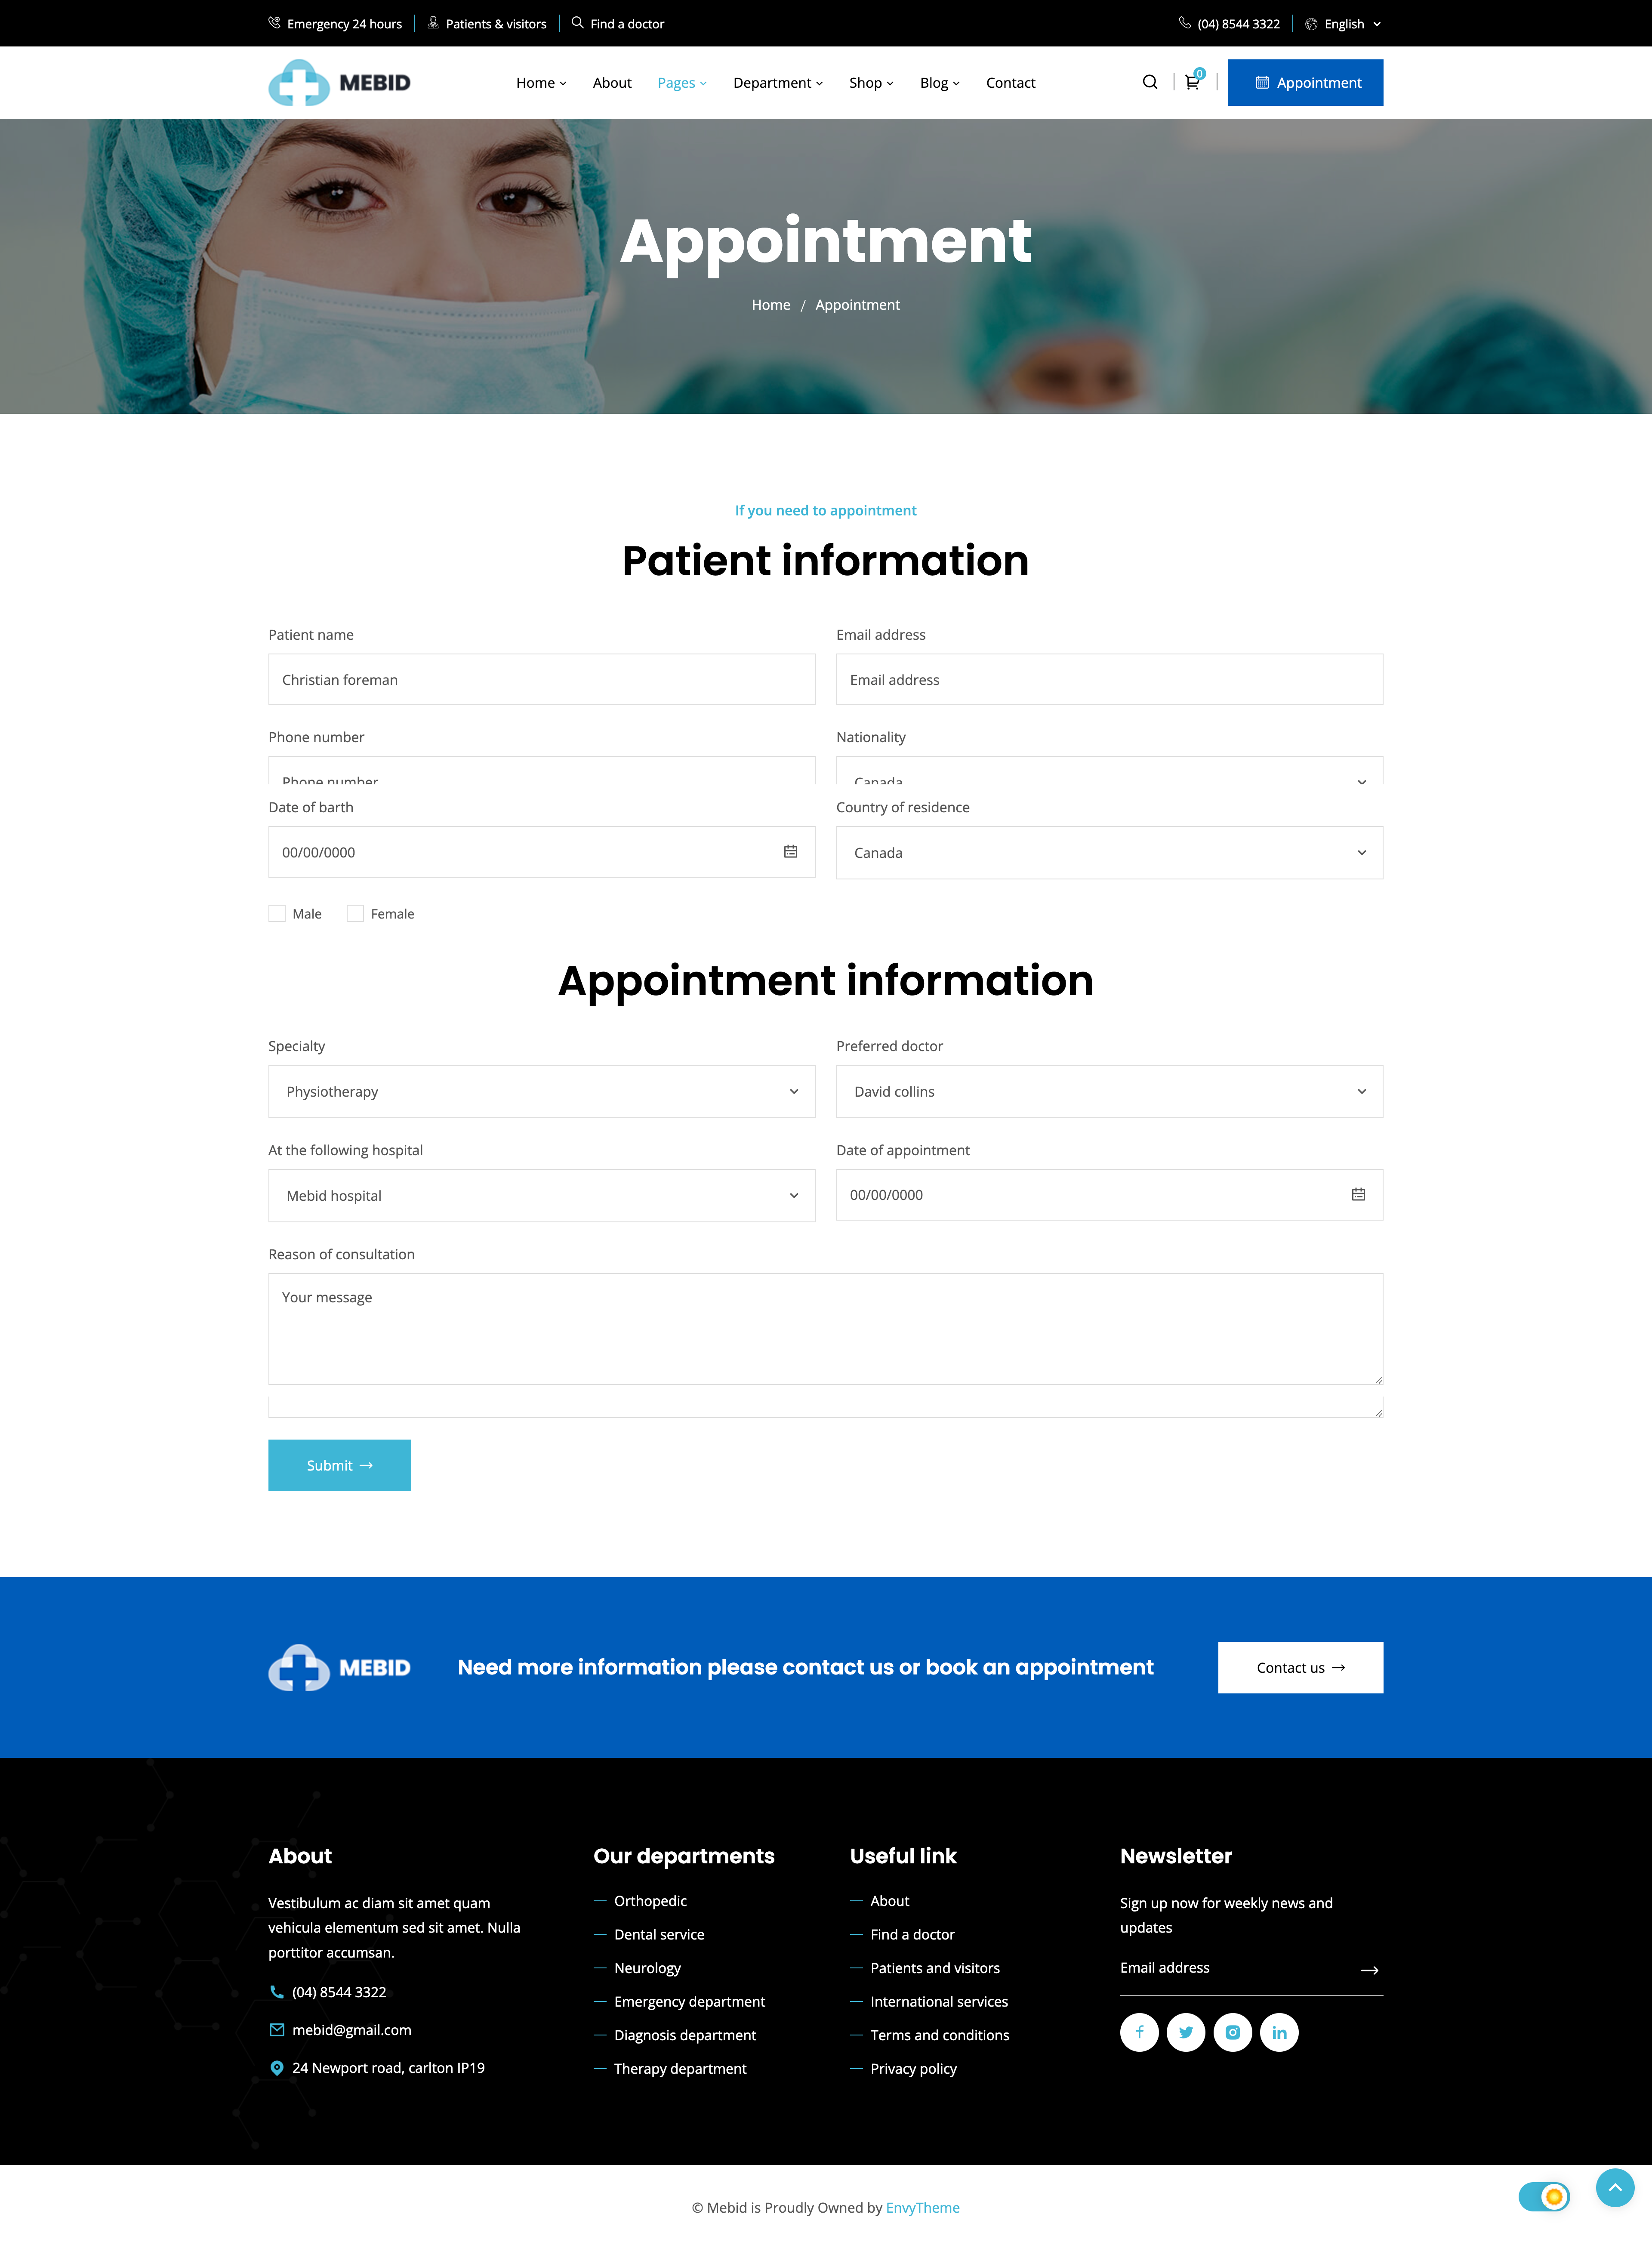 Emergency 24 hours
Patients & visitors
Find a doctor
(04) 8544 3322
English
MEBID
Home
About
Pages
Department
Shop
Blog
Contact
0
Appointment
Appointment
Home / Appointment
If you need to appointment
Patient information
Patient name
Email address
Christian foreman
Email address
Phone number
Nationality
Phone number
Canada
Date of barth
Country of residence
00/00/0000
Canada
Male
Female
Appointment information
Specialty
Preferred doctor
Physiotherapy
David collins
At the following hospital
Date of appointment
Mebid hospital
00/00/0000
Reason of consultation
Your message
Submit
MEBID
Need more information please contact us or book an appointment
Contact us
About
Vestibulum ac diam sit amet quam
vehicula elementum sed sit amet. Nulla
porttitor accumsan.
(04) 8544 3322
mebid@gmail.com
24 Newport road, carlton IP19
Our departments
Orthopedic
Dental service
Neurology
Emergency department
Diagnosis department
Therapy department
Useful link
About
Find a doctor
Patients and visitors
International services
Terms and conditions
Privacy policy
Newsletter
Sign up now for weekly news and
updates
Email address
© Mebid is Proudly Owned by EnvyTheme